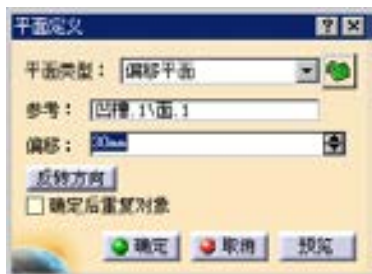 平面定义
平面类型： 偏移平面
参考： 凹槽.1\面.1
偏移： 30mm
反转方向
确定后重复对象
确定 取消 预览